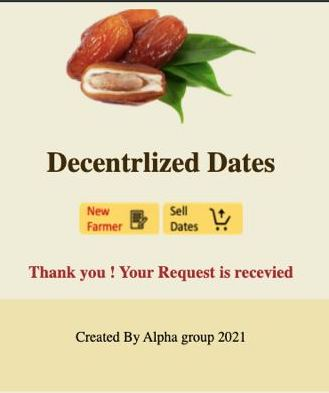 Decentrlized Dates
New
Farmer
Sell
Dates
Thank you ! Your Request is recevied
Created By Alpha group 2021